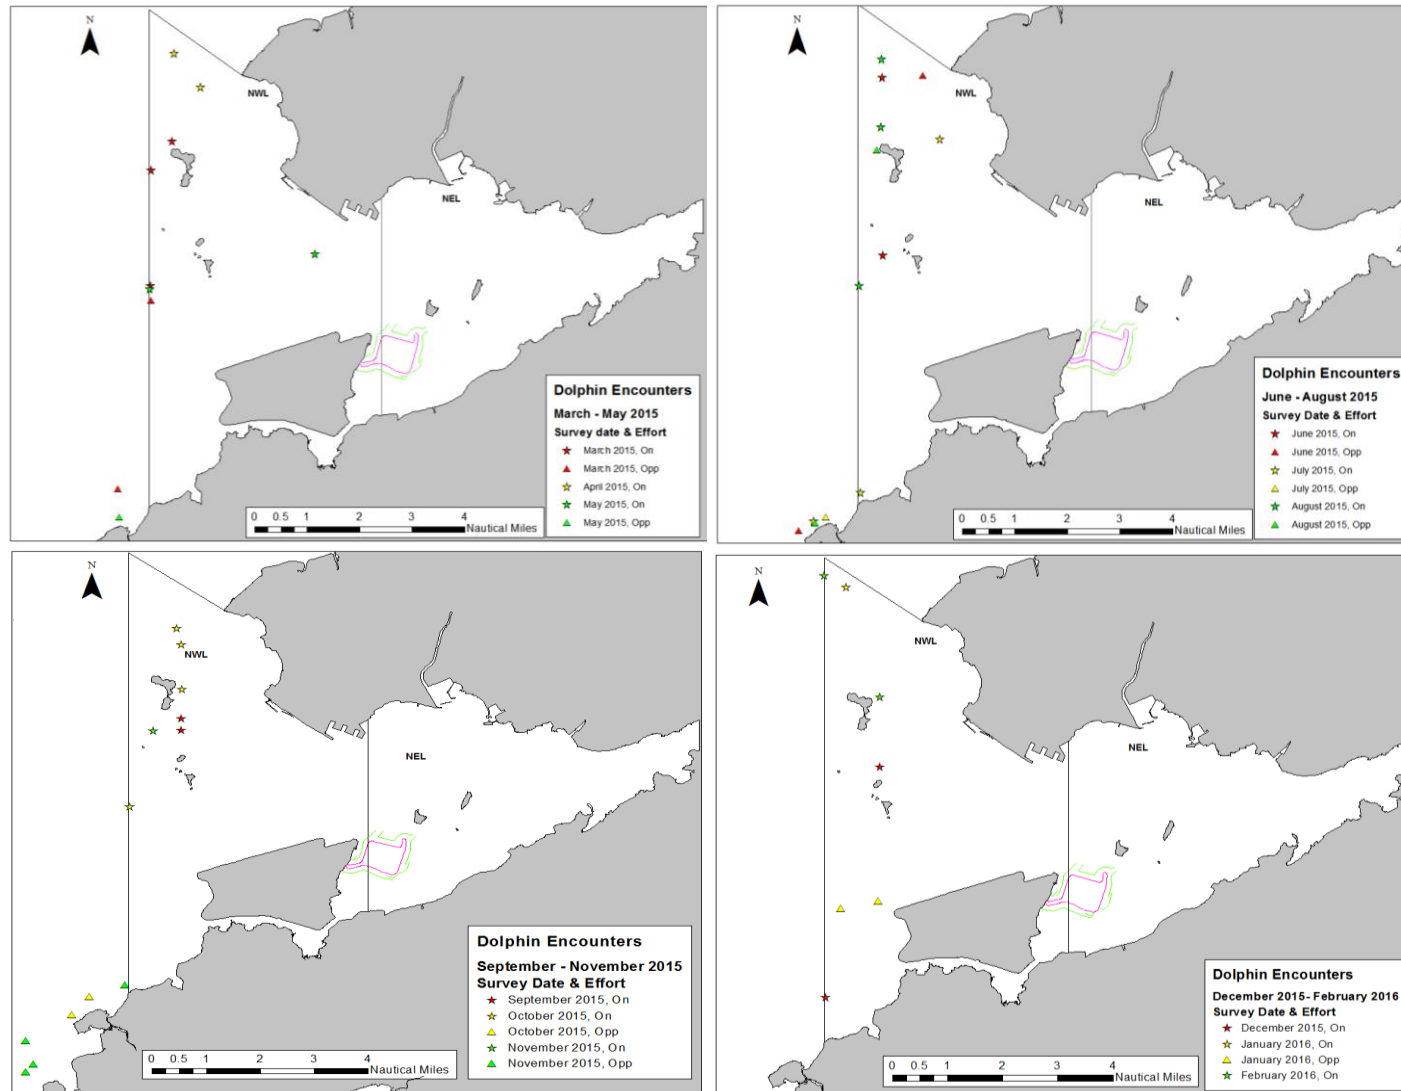 N
NWL
NEL
Dolphin Encounters
March - May 2015
Survey date & Effort
March 2015, On
March 2015, Opp
April 2015, On
May 2015, On
May 2015, Opp
0 0.5 1 2 3 4
Nautical Miles
N
NWL
NEL
Dolphin Encounters
June - August 2015
Survey Date & Effort
June 2015, On
June 2015, Opp
July 2015, On
July 2015, Opp
August 2015, On
August 2015, Opp
0 0.5 1 2 3 4
Nautical Miles
N
NWL
NEL
Dolphin Encounters
September - November 2015
Survey Date & Effort
September 2015, On
October 2015, On
October 2015, Opp
November 2015, On
November 2015, Opp
0 0.5 1 2 3 4
Nautical Miles
N
NWL
NEL
Dolphin Encounters
December 2015- February 2016
Survey Date & Effort
December 2015, On
January 2016, On
January 2016, Opp
February 2016, On
0 0.5 1 2 3 4
Nautical Miles